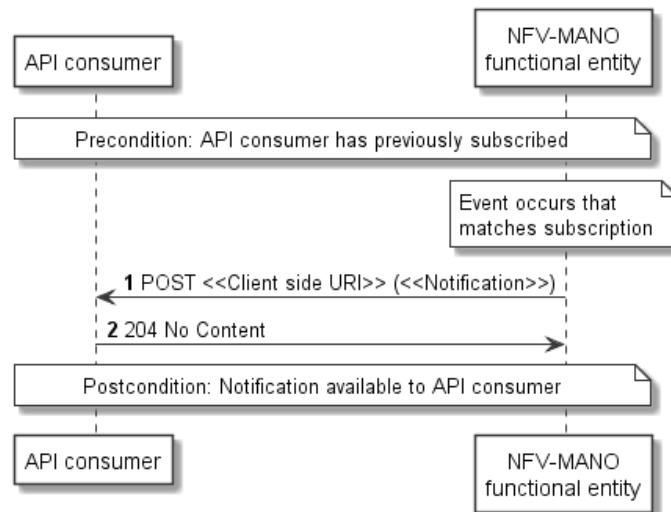 API consumer
NFV-MANO
functional entity
Precondition: API consumer has previously subscribed
Event occurs that
matches subscription
1 POST <<Client side URI>> (<<Notification>>)
2 204 No Content
Postcondition: Notification available to API consumer
API consumer
NFV-MANO
functional entity